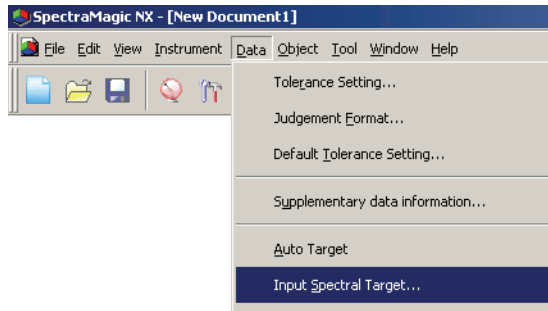 SpectraMagic NX - [New Document1]
File Edit View Instrument Data Object Tool Window Help
Tolerance Setting...
Judgement Format...
Default Tolerance Setting...
Supplementary data information...
Auto Target
Input Spectral Target...